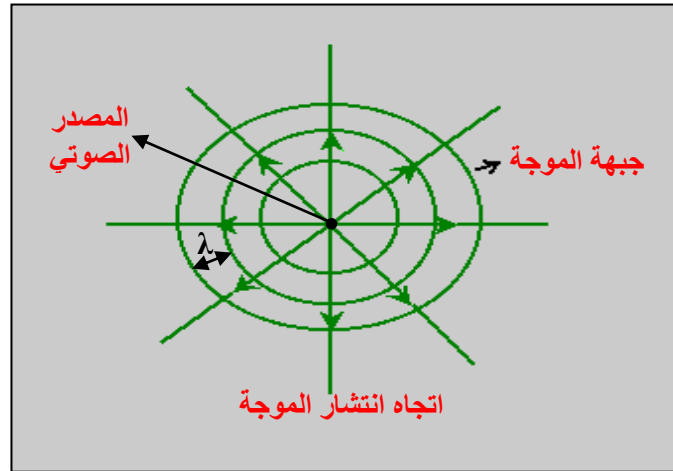 المصدر
الصوتي
جبهة الموجة
λ
اتجاه انتشار الموجة